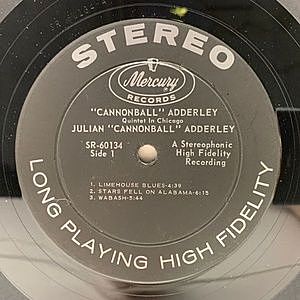 STEREO
Mercury
RECORDS
"CANNONBALL" ADDERLEY
Quintet In Chicago
JULIAN "CANNONBALL" ADDERLEY
SR-60134
Side 1
A Stereophonic
High Fidelity
Recording
1. LIMEHOUSE BLUES-4:39
2. STARS FELL ON ALABAMA-6:15
3. WABASH-5:44
LONG PLAYING HIGH FIDELITY